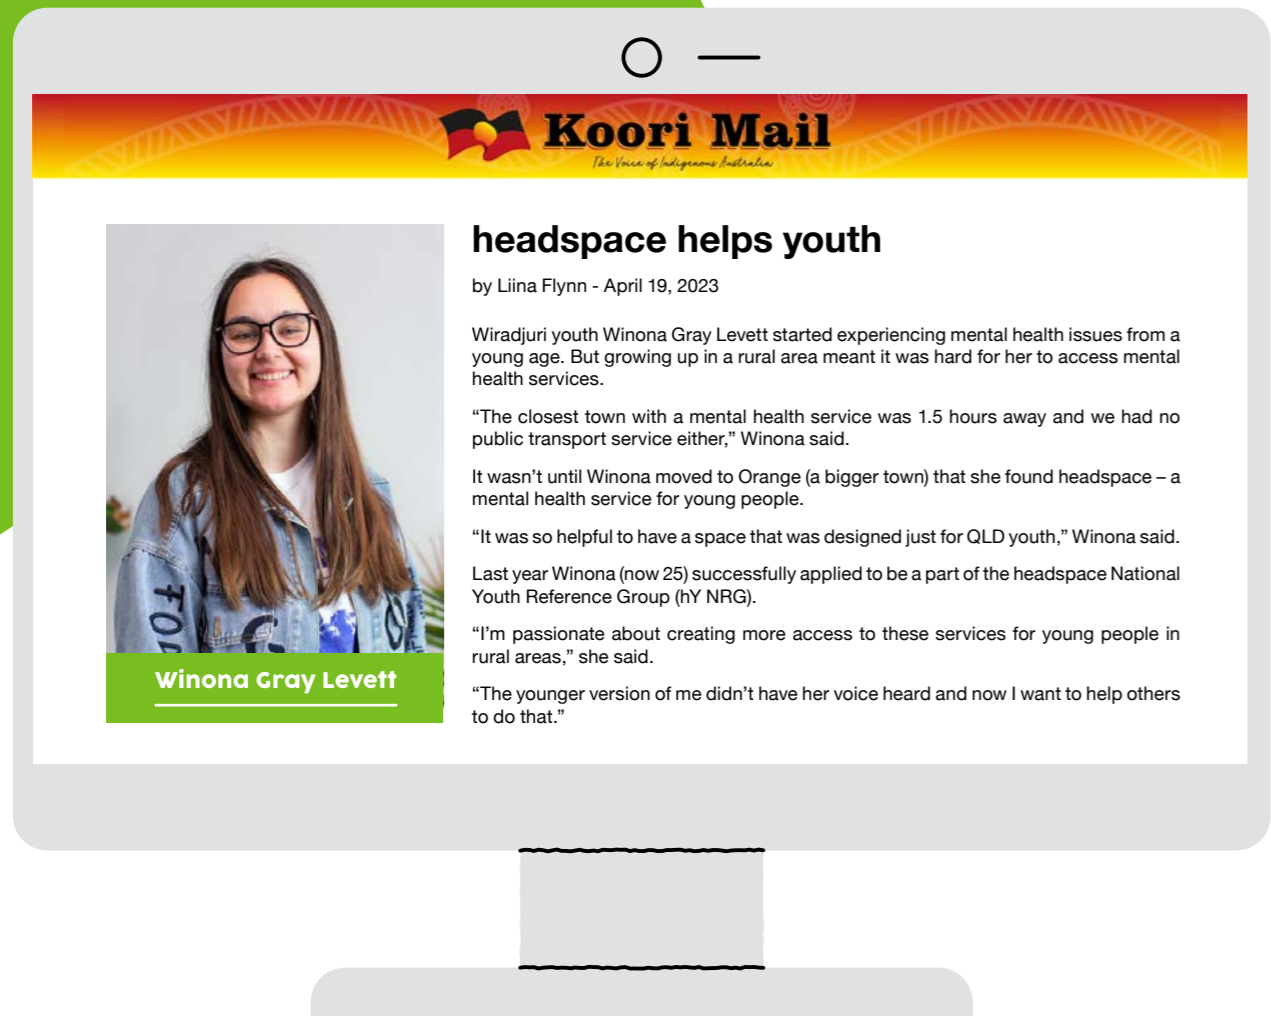 Koori Mail
The Voice of Indigenous Australia
headspace helps youth
by Liina Flynn - April 19, 2023
Wiradjuri youth Winona Gray Levett started experiencing mental health issues from a
young age. But growing up in a rural area meant it was hard for her to access mental
health services.
“The closest town with a mental health service was 1.5 hours away and we had no
public transport service either,” Winona said.
It wasn’t until Winona moved to Orange (a bigger town) that she found headspace – a
mental health service for young people.
“It was so helpful to have a space that was designed just for QLD youth,” Winona said.
Last year Winona (now 25) successfully applied to be a part of the headspace National
Youth Reference Group (hY NRG).
“I’m passionate about creating more access to these services for young people in
rural areas,” she said.
“The younger version of me didn’t have her voice heard and now I want to help others
to do that.”
Winona Gray Levett